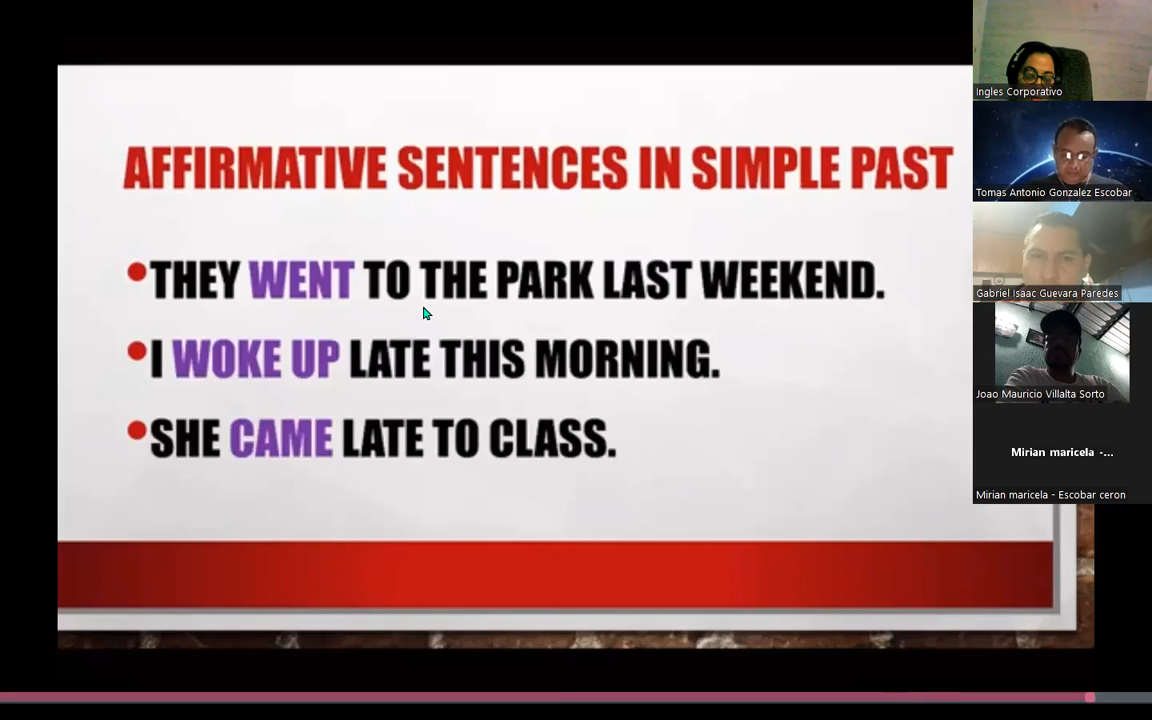 AFFIRMATIVE SENTENCES IN SIMPLE PAST
•THEY WENT TO THE PARK LAST WEEKEND.
•I WOKE UP LATE THIS MORNING.
•SHE CAME LATE TO CLASS.
Ingles Corporativo
Tomas Antonio Gonzalez Escobar
Gabriel Isaac Guevara Paredes
Joao Mauricio Villalta Sorto
Mirian maricela -...
Mirian maricela - Escobar ceron